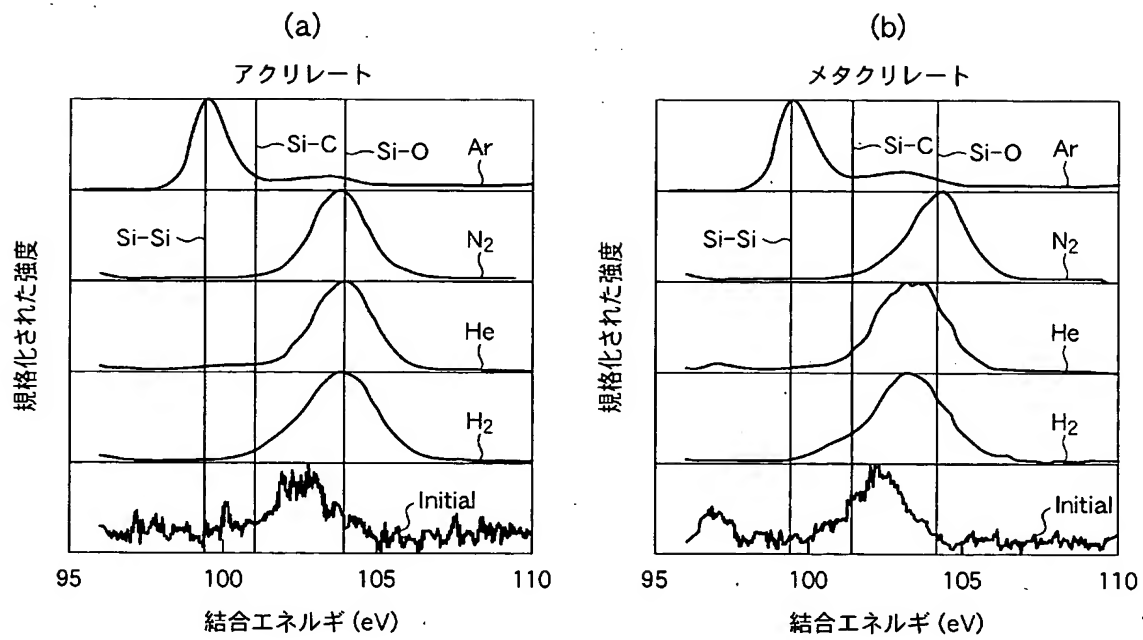 (a)
アクリレート
Si-C
Si-O
Ar
Si-Si
N2
He
H2
Initial
規格化された強度
95 100 105 110
結合エネルギ (eV)
(b)
メタクリレート
Si-C
Si-O
Ar
Si-Si
N2
He
H2
Initial
規格化された強度
95 100 105 110
結合エネルギ (eV)